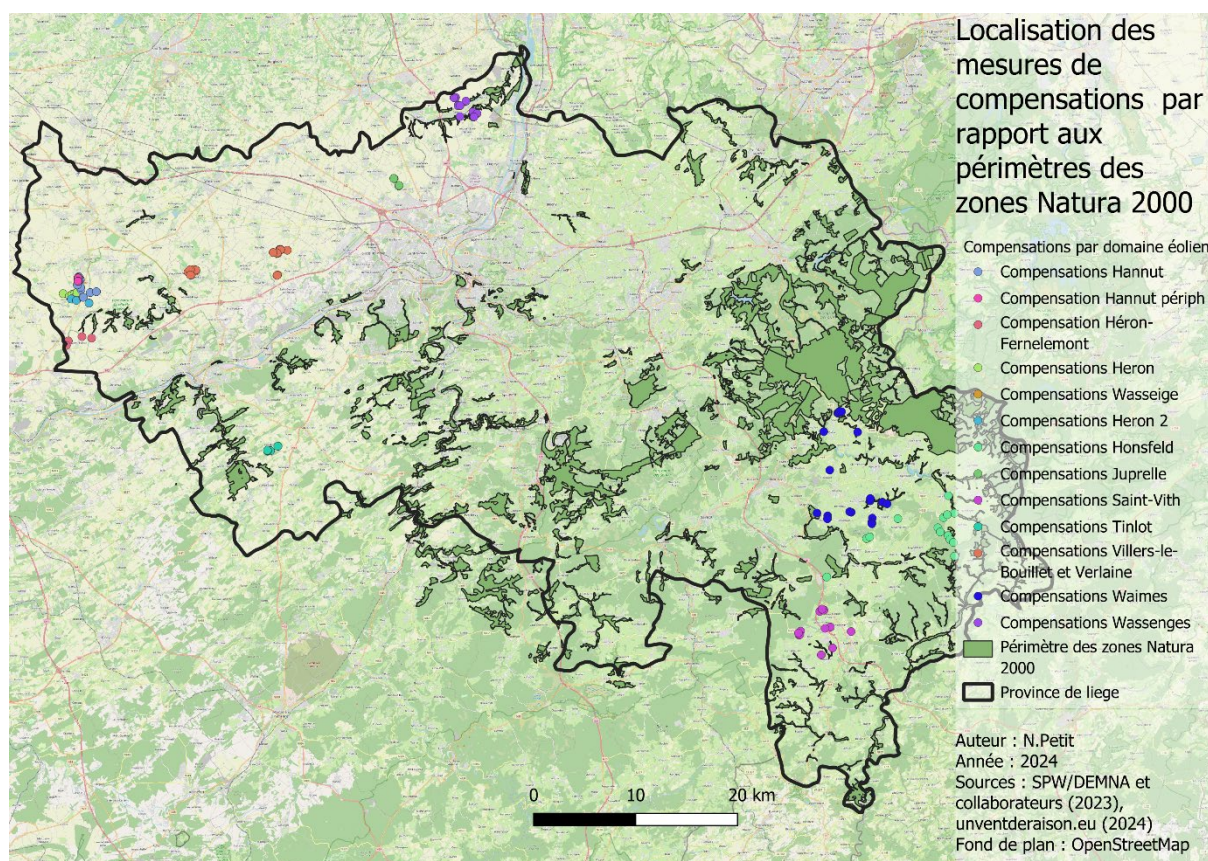 Localisation des
mesures de
compensations par
rapport aux
périmètres des
zones Natura 2000
Compensations par domaine éolien
Compensations Hannut
Compensation Hannut périph
Compensation Héron-
Fernelemont
Compensations Heron
Compensations Wasseige
Compensations Heron 2
Compensations Honsfeld
Compensations Juprelle
Compensations Saint-Vith
Compensations Tinlot
Compensations Villers-le-
Bouillet et Verlaine
Compensations Waimes
Compensations Wassenges
Périmètre des zones Natura
2000
Province de liege
Auteur : N.Petit
Année : 2024
Sources : SPW/DEMNA et
collaborateurs (2023),
unventderaison.eu (2024)
Fond de plan : OpenStreetMap
0 10 20 km